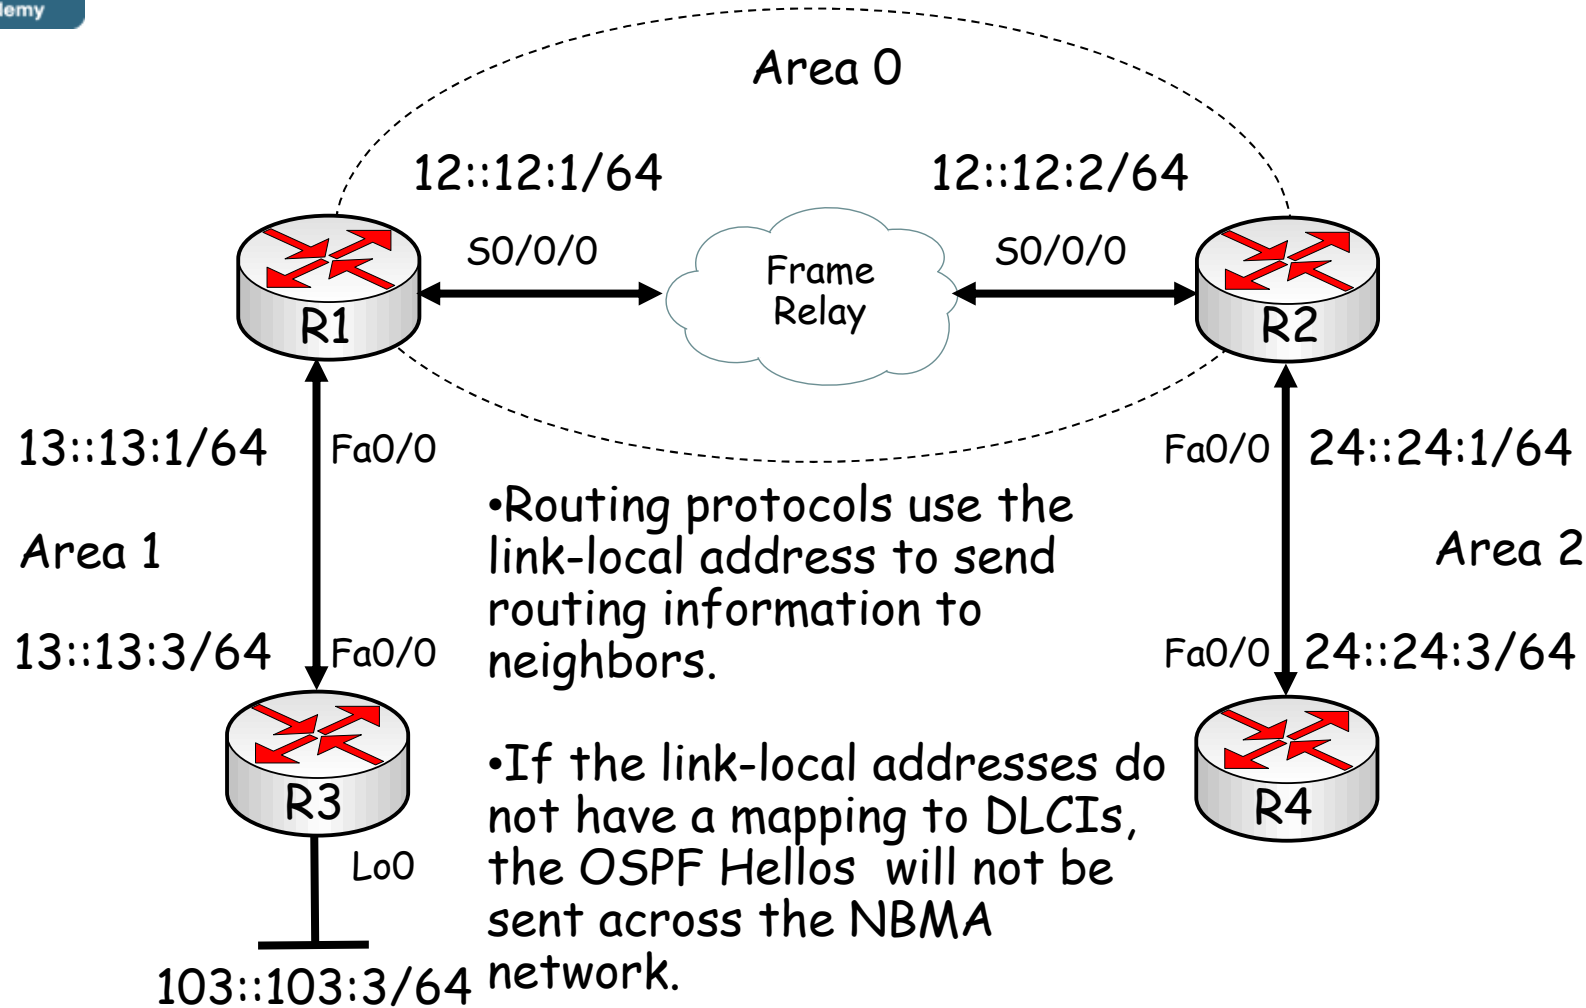 Area 0
12::12:1/64
12::12:2/64
S0/0/0
S0/0/0
Frame
Relay
R1
R2
13::13:1/64
Fa0/0
Fa0/0
24::24:1/64
•Routing protocols use the
link-local address to send
routing information to
neighbors.
Area 1
Area 2
13::13:3/64
Fa0/0
Fa0/0
24::24:3/64
•If the link-local addresses do
not have a mapping to DLCIs,
the OSPF Hellos will not be
sent across the NBMA
network.
R3
R4
Lo0
103::103:3/64